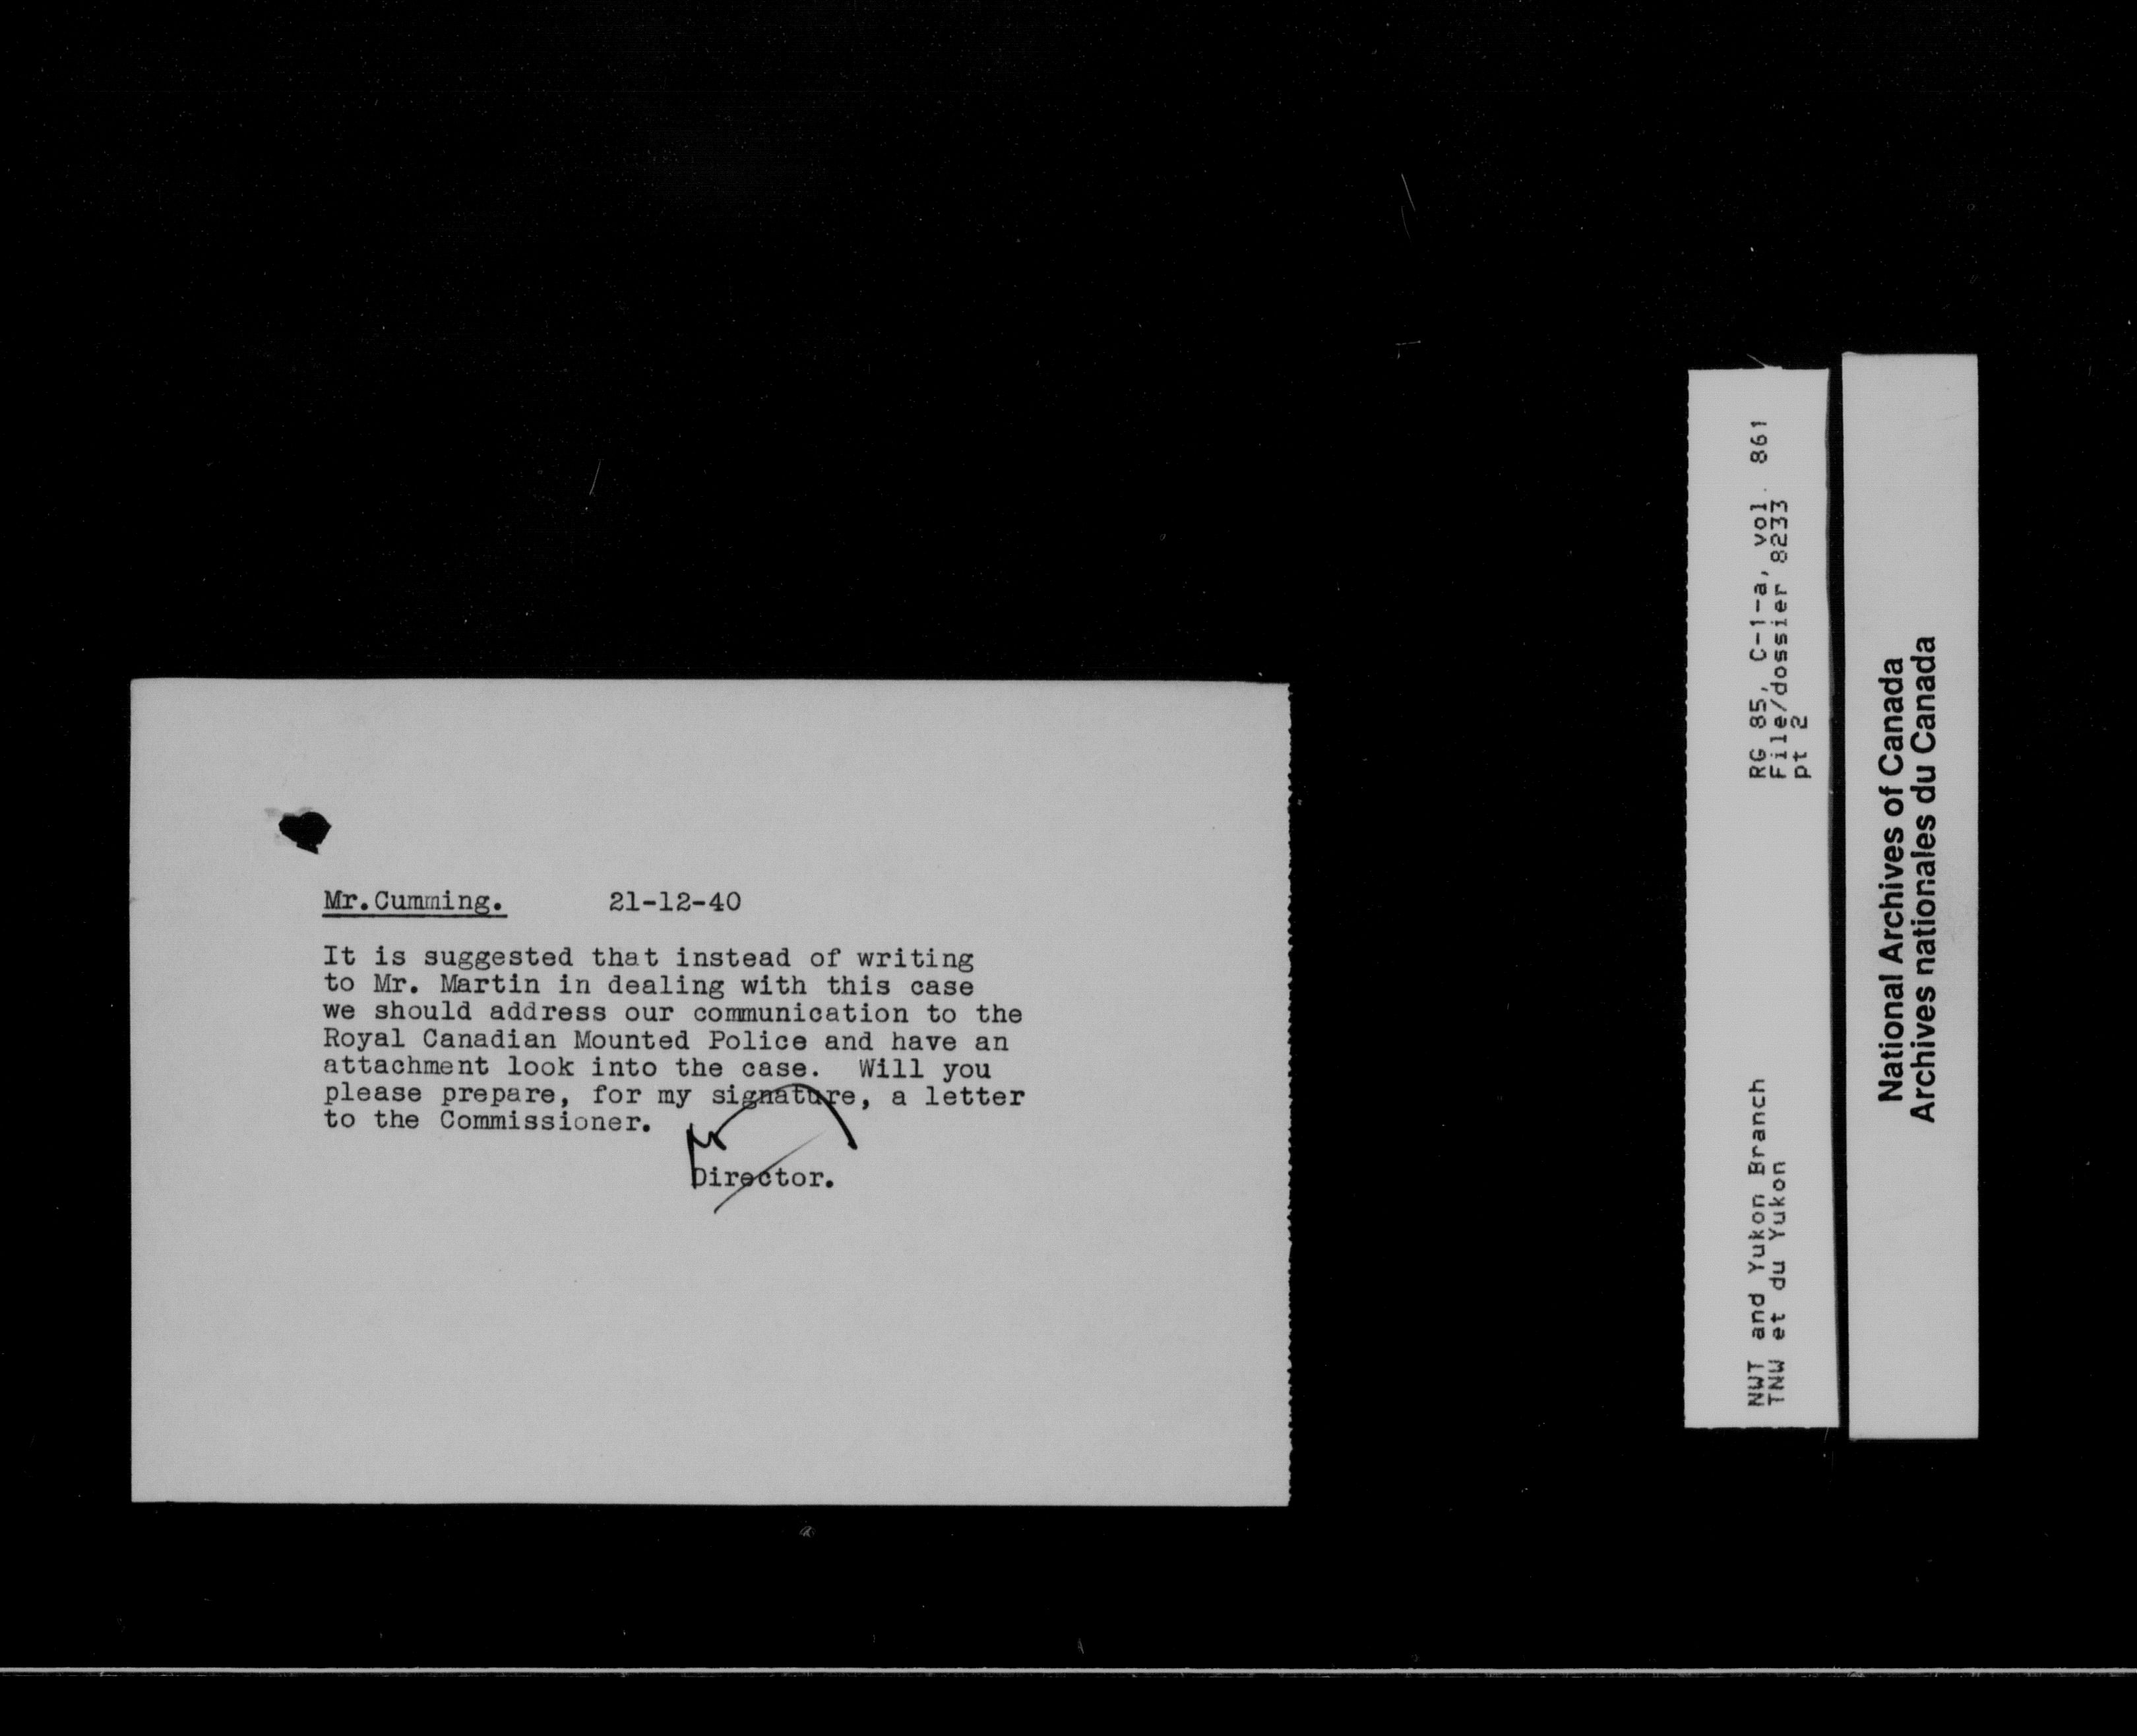 Mr.Cumming. 21-12-40
It is suggested that instead of writing
to Mr. Martin in dealing with this case
we should address our communication to the
Royal Canadian Mounted Police and have an
attachment look into the case. Will you
please prepare, for my signature, a letter
to the Commissioner.
Director.
NWT and Yukon Branch RG 85, C-1-a, vol. 861
TNW et du Yukon File/dossier 8233
pt 2
National Archives of Canada
Archives nationales du Canada